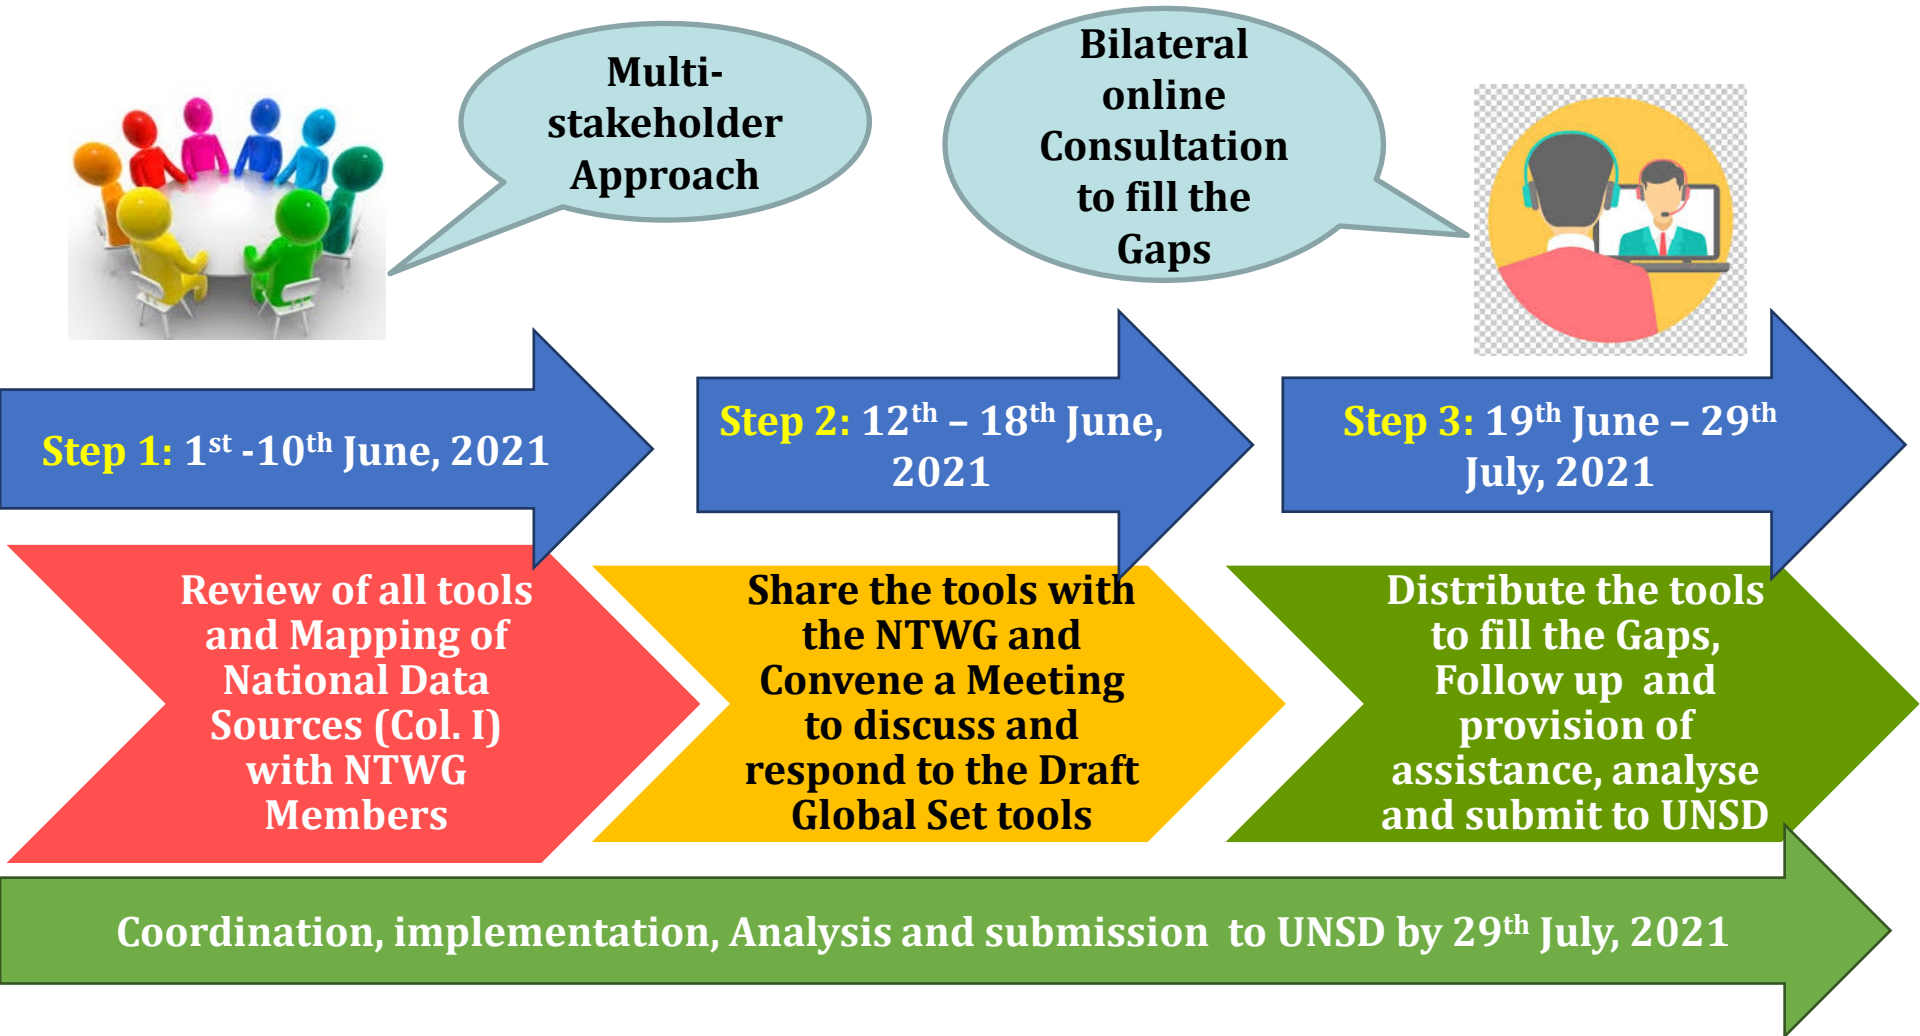 Multi-
stakeholder
Approach
Bilateral
online
Consultation
to fill the
Gaps
Step 1: 1st -10th June, 2021
Step 2: 12th – 18th June,
2021
Step 3: 19th June – 29th
July, 2021
Review of all tools
and Mapping of
National Data
Sources (Col. I)
with NTWG
Members
Share the tools with
the NTWG and
Convene a Meeting
to discuss and
respond to the Draft
Global Set tools
Distribute the tools
to fill the Gaps,
Follow up and
provision of
assistance, analyse
and submit to UNSD
Coordination, implementation, Analysis and submission to UNSD by 29th July, 2021